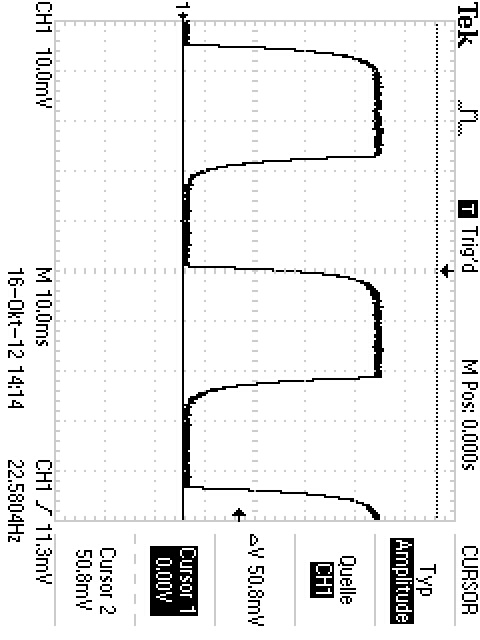 Tek T Trig'd M Pos: 0.000s CURSOR
Typ
Amplitude
Quelle
CH1
△V 50.8mV
Cursor 1
0.00V
Cursor 2
50.8mV
1
CH1 10.0mV M 10.0ms CH1 / 11.3mV
16-Okt-12 14:14 22.5804Hz